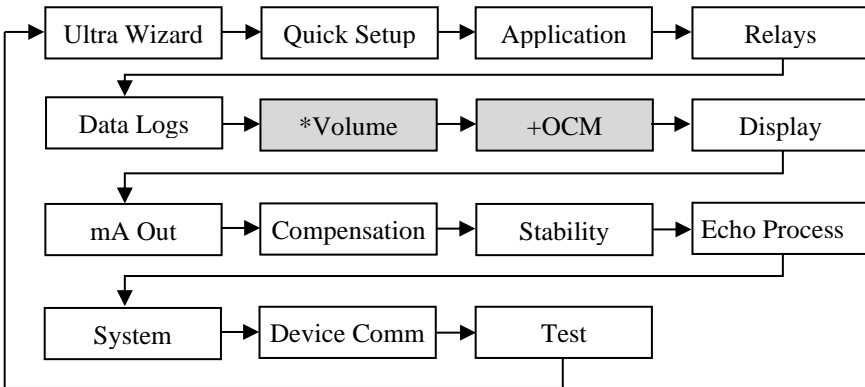 Ultra Wizard
Quick Setup
Application
Relays
Data Logs
*Volume
+OCM
Display
mA Out
Compensation
Stability
Echo Process
System
Device Comm
Test